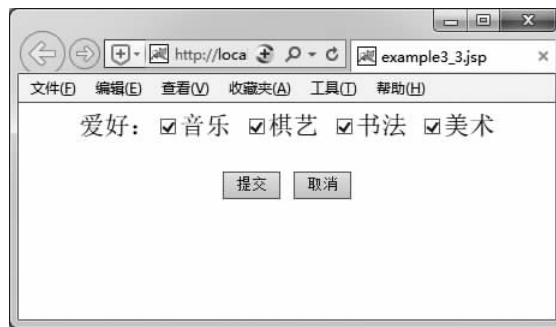 http://loca
example3_3.jsp
文件(F) 编辑(E) 查看(V) 收藏夹(A) 工具(T) 帮助(H)
爱好： 音乐 棋艺 书法 美术
提交 取消